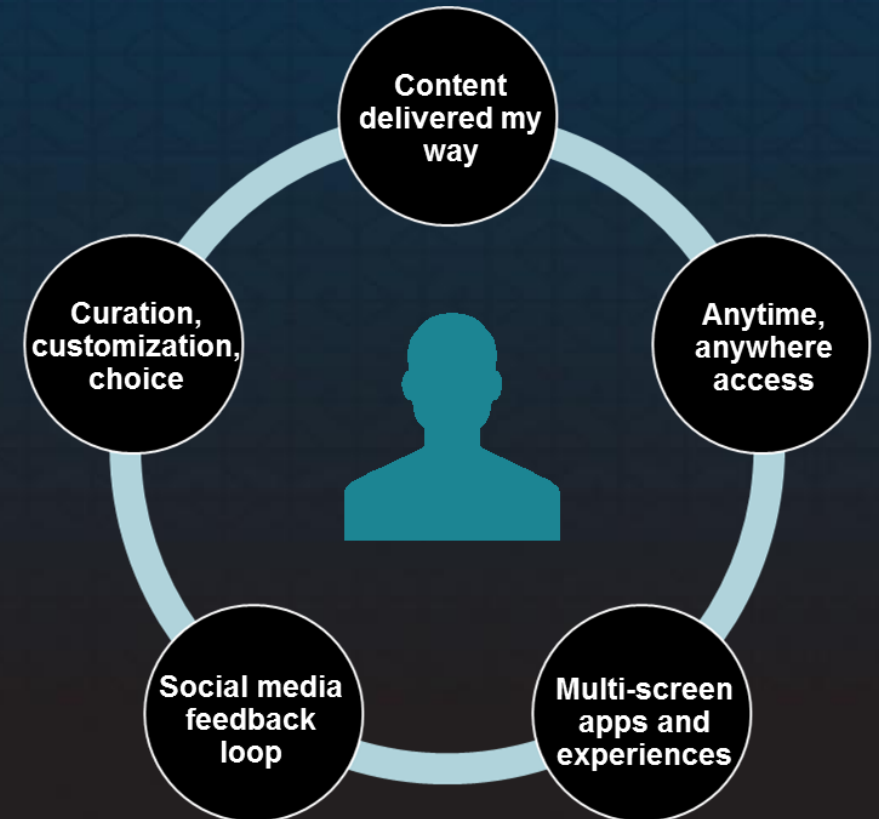 Content
delivered my
way
Anytime,
anywhere
access
Multi-screen
apps and
experiences
Social media
feedback
loop
Curation,
customization,
choice